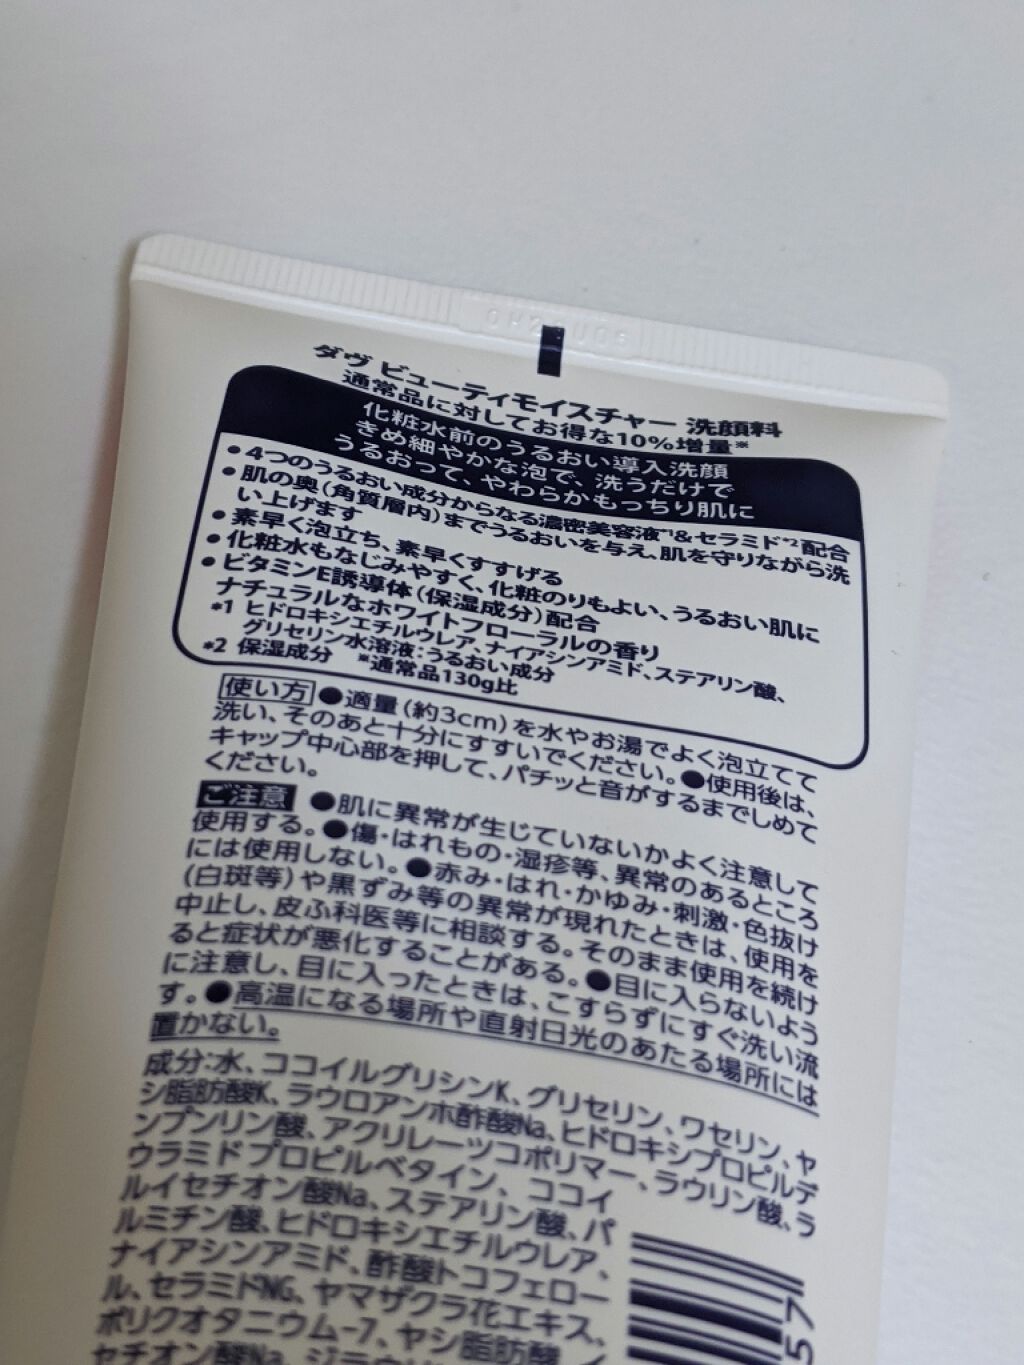 ダヴ ビューティモイスチャー 洗顔料
通常品に対してお得な10%増量※
化粧水前のうるおい導入洗顔
きめ細やかな泡で、洗うだけで
うるおって、やわらかもっちり肌に
●4つのうるおい成分からなる濃密美容液*1&セラミド*2配合
●肌の奥(角質層内)までうるおいを与え、肌を守りながら洗
い上げます
●素早く泡立ち、素早くすすげる
●化粧水もなじみやすく、化粧のりもよい、うるおい肌に
●ビタミンE誘導体(保湿成分)配合
ナチュラルなホワイトフローラルの香り
*1 ヒドロキシエチルウレア、ナイアシンアミド、ステアリン酸、
グリセリン水溶液:うるおい成分
*2 保湿成分 ※通常品130g比
使い方 ●適量(約3cm)を水やお湯でよく泡立てて
洗い、そのあと十分にすすいでください。●使用後は、
キャップ中心部を押して、パチッと音がするまでしめて
ください。
ご注意 ●肌に異常が生じていないかよく注意して
使用する。●傷・はれもの・湿疹等、異常のあるところ
には使用しない。●赤み・はれ・かゆみ・刺激・色抜け
(白斑等)や黒ずみ等の異常が現れたときは、使用を
中止し、皮ふ科医等に相談する。そのまま使用を続け
ると症状が悪化することがある。●目に入らないよう
に注意し、目に入ったときは、こすらずにすぐ洗い流
す。●高温になる場所や直射日光のあたる場所には
置かない。
成分:水、ココイルグリシンK、グリセリン、ワセリン、ヤ
シ脂肪酸K、ラウロアンホ酢酸Na、ヒドロキシプロピルデ
ンプンリン酸、アクリレーツコポリマー、ラウリン酸、ラ
ウラミドプロピルベタイン、ココイ
ルイセチオン酸Na、ステアリン酸、パ
ルミチン酸、ヒドロキシエチルウレア、
ナイアシンアミド、酢酸トコフェロー
ル、セラミドNG、ヤマザクラ花エキス、
ポリクオタニウム-7、ヤシ脂肪酸、イ
セチオン酸Na、
57